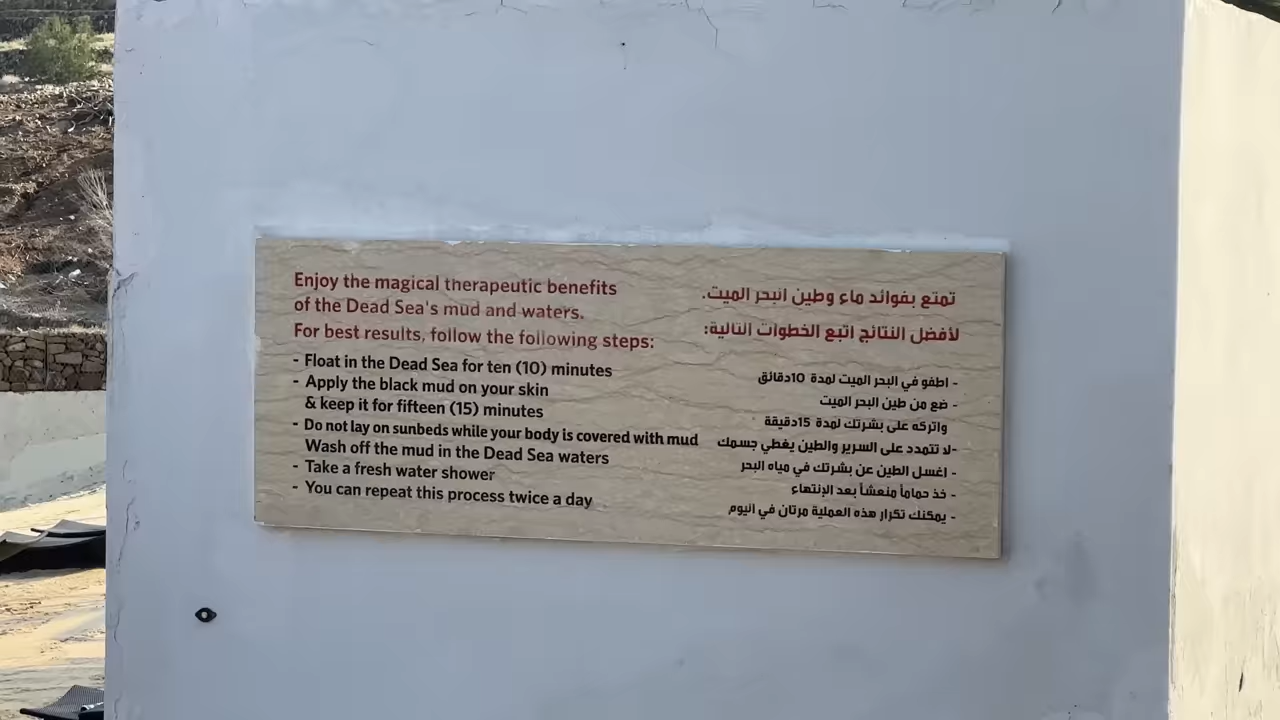 Enjoy the magical therapeutic benefits
of the Dead Sea's mud and waters.
For best results, follow the following steps:
- Float in the Dead Sea for ten (10) minutes
- Apply the black mud on your skin
& keep it for fifteen (15) minutes
- Do not lay on sunbeds while your body is covered with mud
Wash off the mud in the Dead Sea waters
- Take a fresh water shower
- You can repeat this process twice a day
تمتع بفوائد ماء وطين البحر الميت.
لأفضل النتائج اتبع الخطوات التالية:
- اطفو في البحر الميت لمدة 10دقائق
- ضع من طين البحر الميت
واتركه على بشرتك لمدة 15دقيقة
-لا تتمدد على السرير والطين يغطي جسمك
- اغسل الطين عن بشرتك في مياه البحر
- خذ حماماً منعشاً بعد الإنتهاء
- يمكنك تكرار هذه العملية مرتان في اليوم